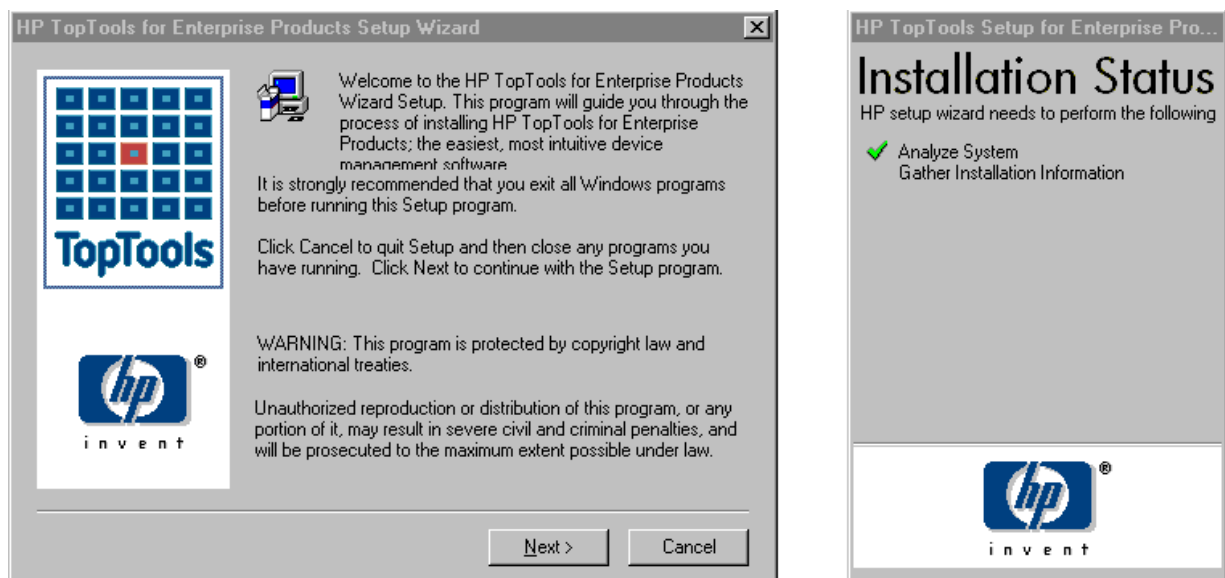 HP TopTools for Enterprise Products Setup Wizard
Welcome to the HP TopTools for Enterprise Products
Wizard Setup. This program will guide you through the
process of installing HP TopTools for Enterprise
Products; the easiest, most intuitive device
management software
It is strongly recommended that you exit all Windows programs
before running this Setup program.
Click Cancel to quit Setup and then close any programs you
have running. Click Next to continue with the Setup program.
WARNING: This program is protected by copyright law and
international treaties.
Unauthorized reproduction or distribution of this program, or any
portion of it, may result in severe civil and criminal penalties, and
will be prosecuted to the maximum extent possible under law.
TopTools
hp®
invent
Next >
Cancel
HP TopTools Setup for Enterprise Pro...
Installation Status
HP setup wizard needs to perform the following
Analyze System
Gather Installation Information
hp®
invent